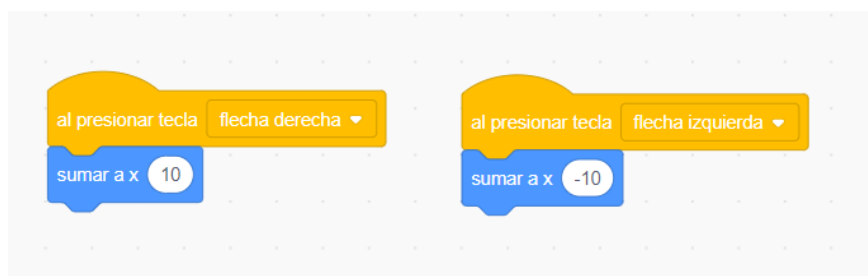 al presionar tecla flecha derecha
sumar a x 10
al presionar tecla flecha izquierda
sumar a x -10